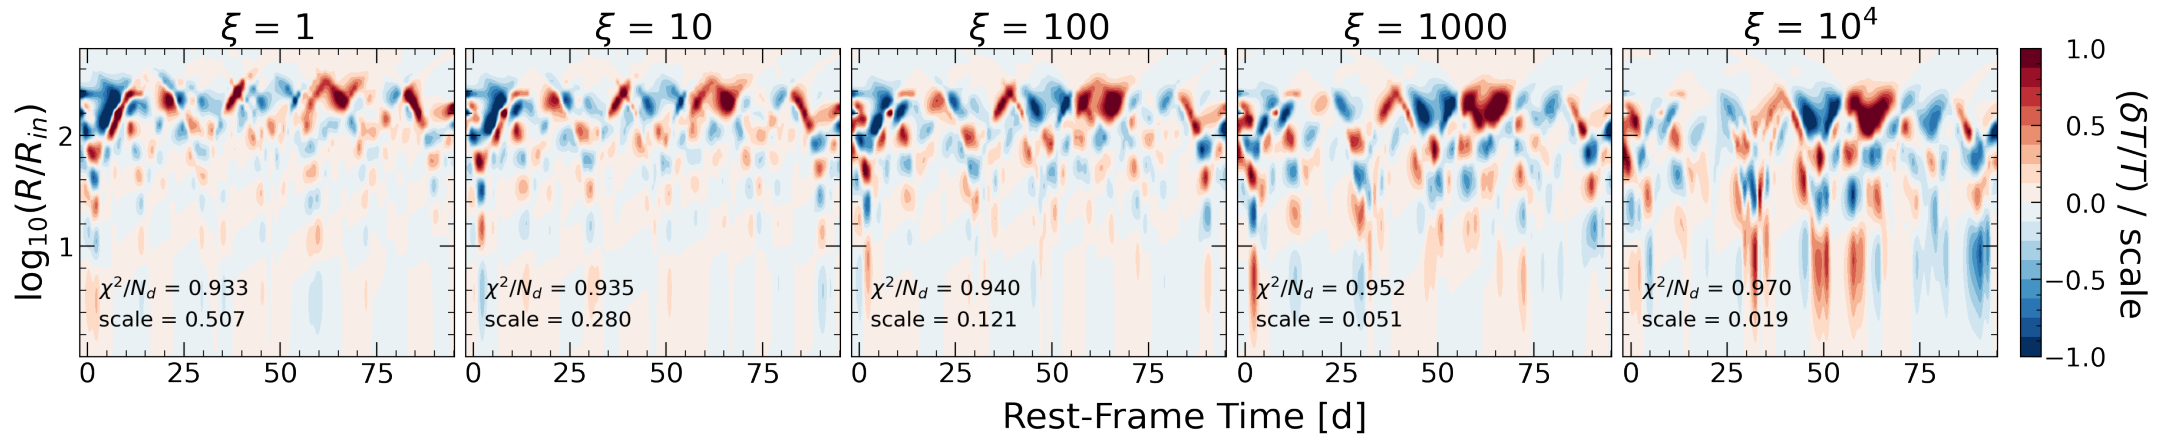 ξ = 1
ξ = 10
ξ = 100
ξ = 1000
ξ = 10⁴
log₁₀(R/Rᵢₙ)
2
1
χ²/N_d = 0.933
scale = 0.507
χ²/N_d = 0.935
scale = 0.280
χ²/N_d = 0.940
scale = 0.121
χ²/N_d = 0.952
scale = 0.051
χ²/N_d = 0.970
scale = 0.019
0 25 50 75
0 25 50 75
0 25 50 75
0 25 50 75
0 25 50 75
Rest-Frame Time [d]
1.0
0.5
0.0
−0.5
−1.0
(δT/T) / scale